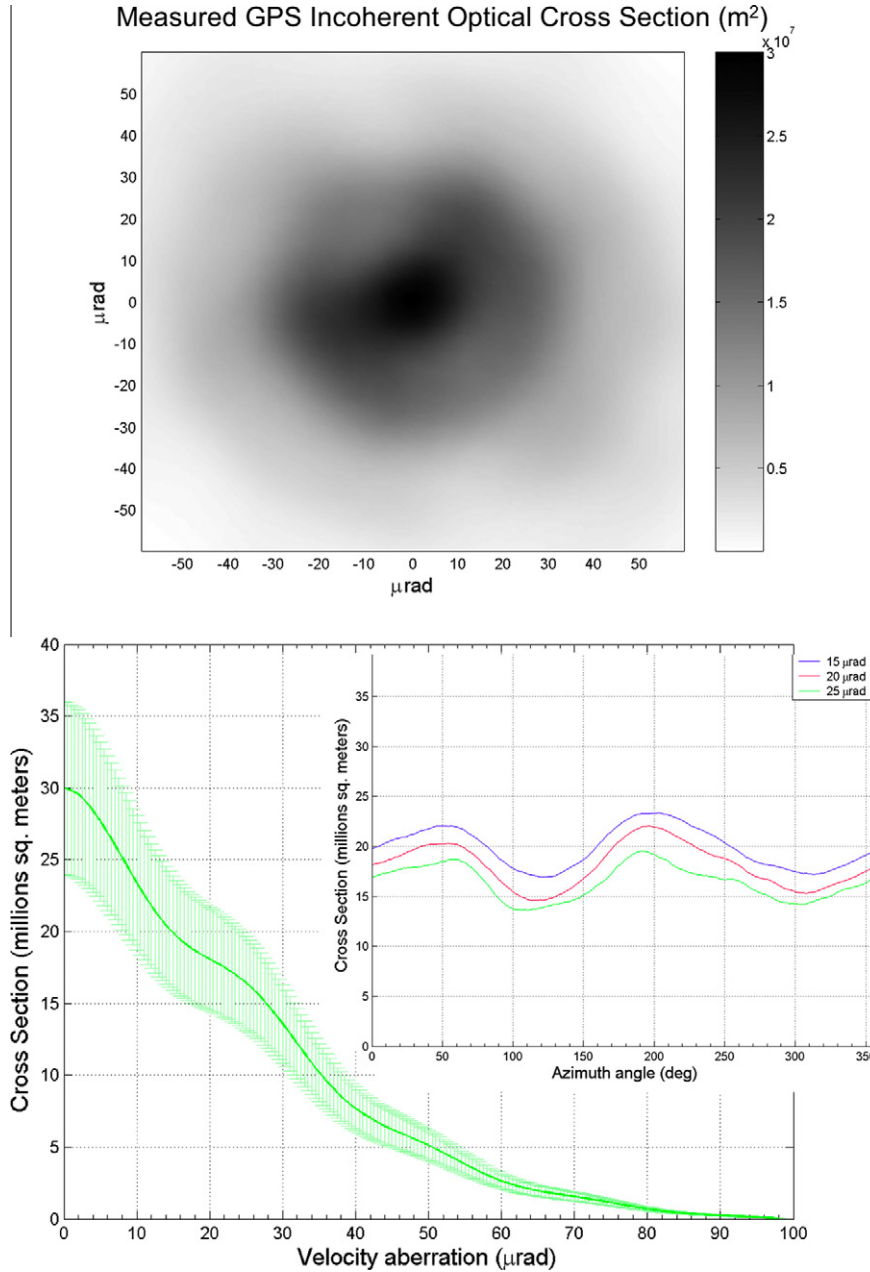 Measured GPS Incoherent Optical Cross Section (m²)
x 10⁷
3
2.5
2
1.5
1
0.5
50
40
30
20
10
0
-10
-20
-30
-40
-50
μrad
-50 -40 -30 -20 -10 0 10 20 30 40 50
μrad
40
35
30
25
20
15
10
5
0
Cross Section (millions sq. meters)
0 10 20 30 40 50 60 70 80 90 100
Velocity aberration (μrad)
15 μrad
20 μrad
25 μrad
35
30
25
20
15
10
5
0
Cross Section (millions sq. meters)
0 50 100 150 200 250 300 350
Azimuth angle (deg)